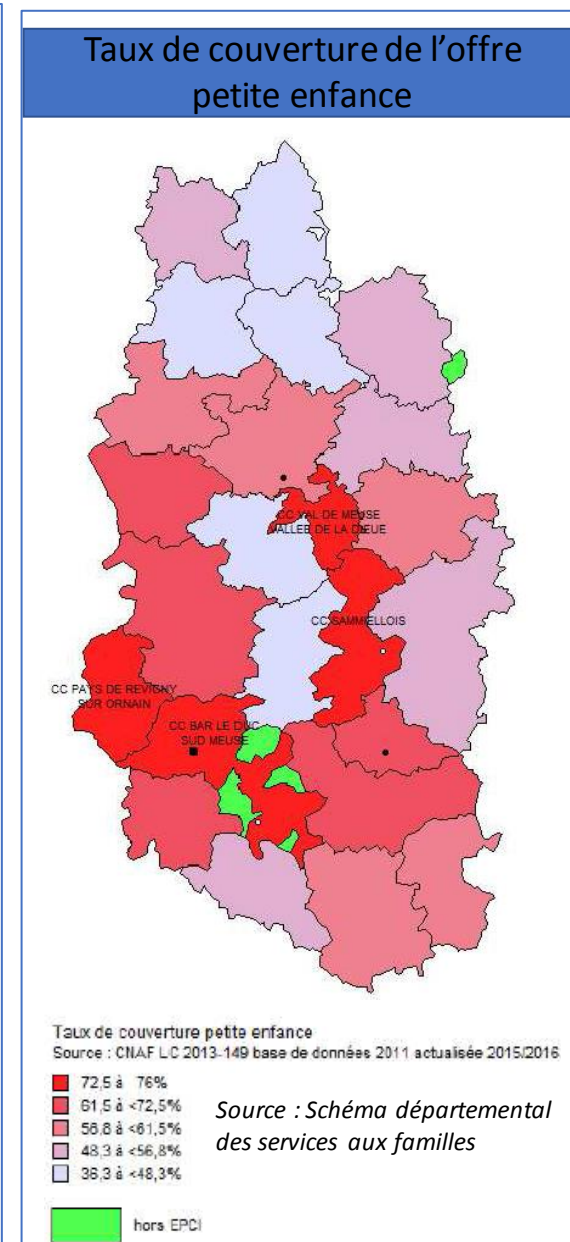 Taux de couverture de l'offre
petite enfance
CC VAL DE MEUSE
VALLEE DE LA DIEUE
CC SAMMIELLOIS
CC PAYS DE REVIGNY
SUR ORNAIN
CC BAR LE DUC
SUD MEUSE
Taux de couverture petite enfance
Source : CNAF LC 2013-149 base de données 2011 actualisée 2015/2016
72,5 à 76%
61,5 à <72,5%
56,8 à <61,5%
48,3 à <56,8%
36,3 à <48,3%
Source : Schéma départemental
des services aux familles
hors EPCI